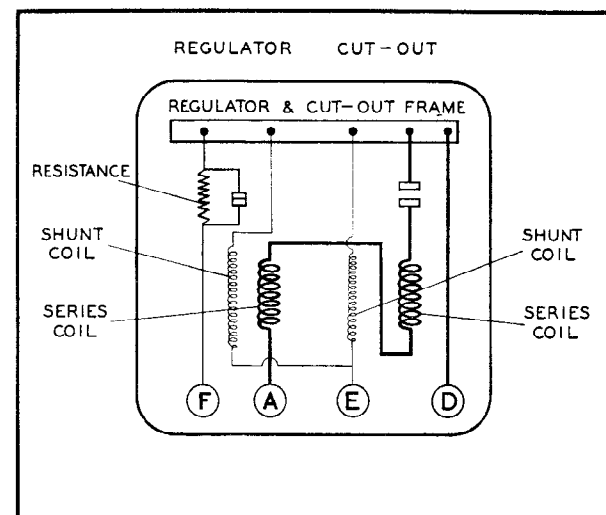 REGULATOR CUT-OUT
REGULATOR & CUT-OUT FRAME
RESISTANCE
SHUNT
COIL
SERIES
COIL
SHUNT
COIL
SERIES
COIL
F A E D